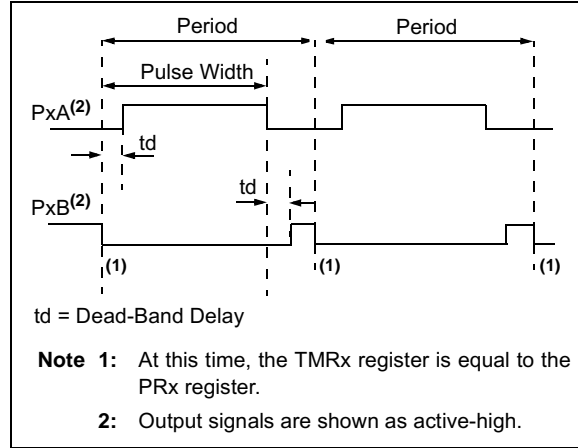 Period Period
Pulse Width
PxA(2)
td
td
PxB(2)
(1) (1) (1)
td = Dead-Band Delay
Note 1: At this time, the TMRx register is equal to the
PRx register.
2: Output signals are shown as active-high.